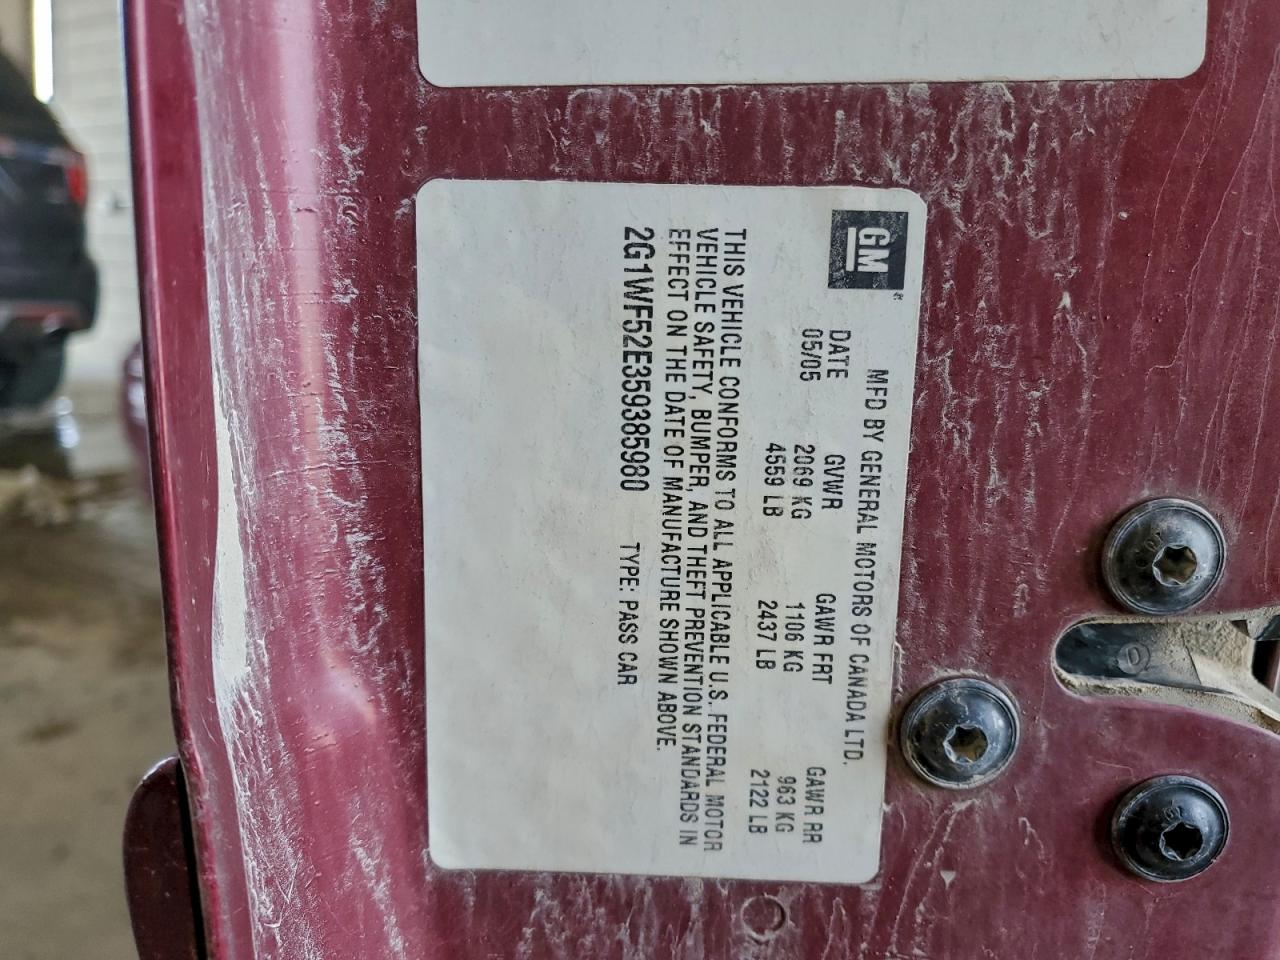 GM
MFD BY GENERAL MOTORS OF CANADA LTD.
DATE GVWR GAWR FRT GAWR RR
05/05 2069 KG 1106 KG 963 KG
4559 LB 2437 LB 2122 LB
THIS VEHICLE CONFORMS TO ALL APPLICABLE U.S. FEDERAL MOTOR
VEHICLE SAFETY, BUMPER, AND THEFT PREVENTION STANDARDS IN
EFFECT ON THE DATE OF MANUFACTURE SHOWN ABOVE.
2G1WF52E359385980 TYPE: PASS CAR
D